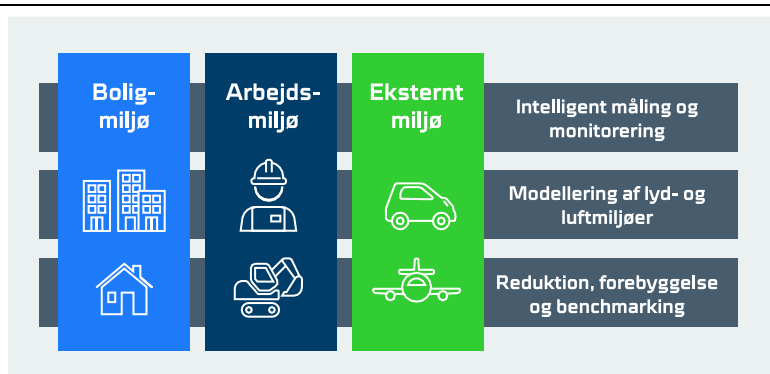 Bolig-
miljø
Arbejds-
miljø
Eksternt
miljø
Intelligent måling og
monitorering
Modellering af lyd- og
luftmiljøer
Reduktion, forebyggelse
og benchmarking